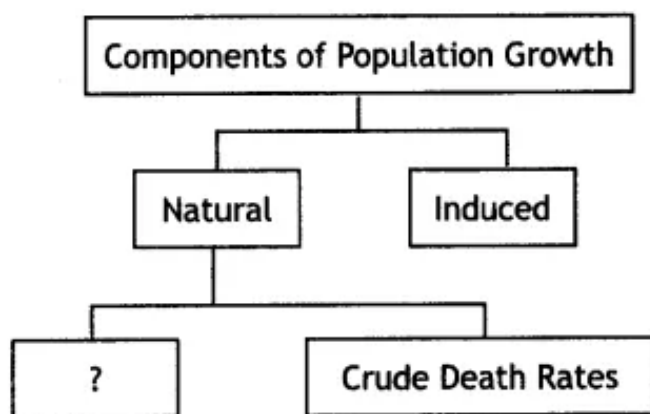 Components of Population Growth
Natural
Induced
?
Crude Death Rates